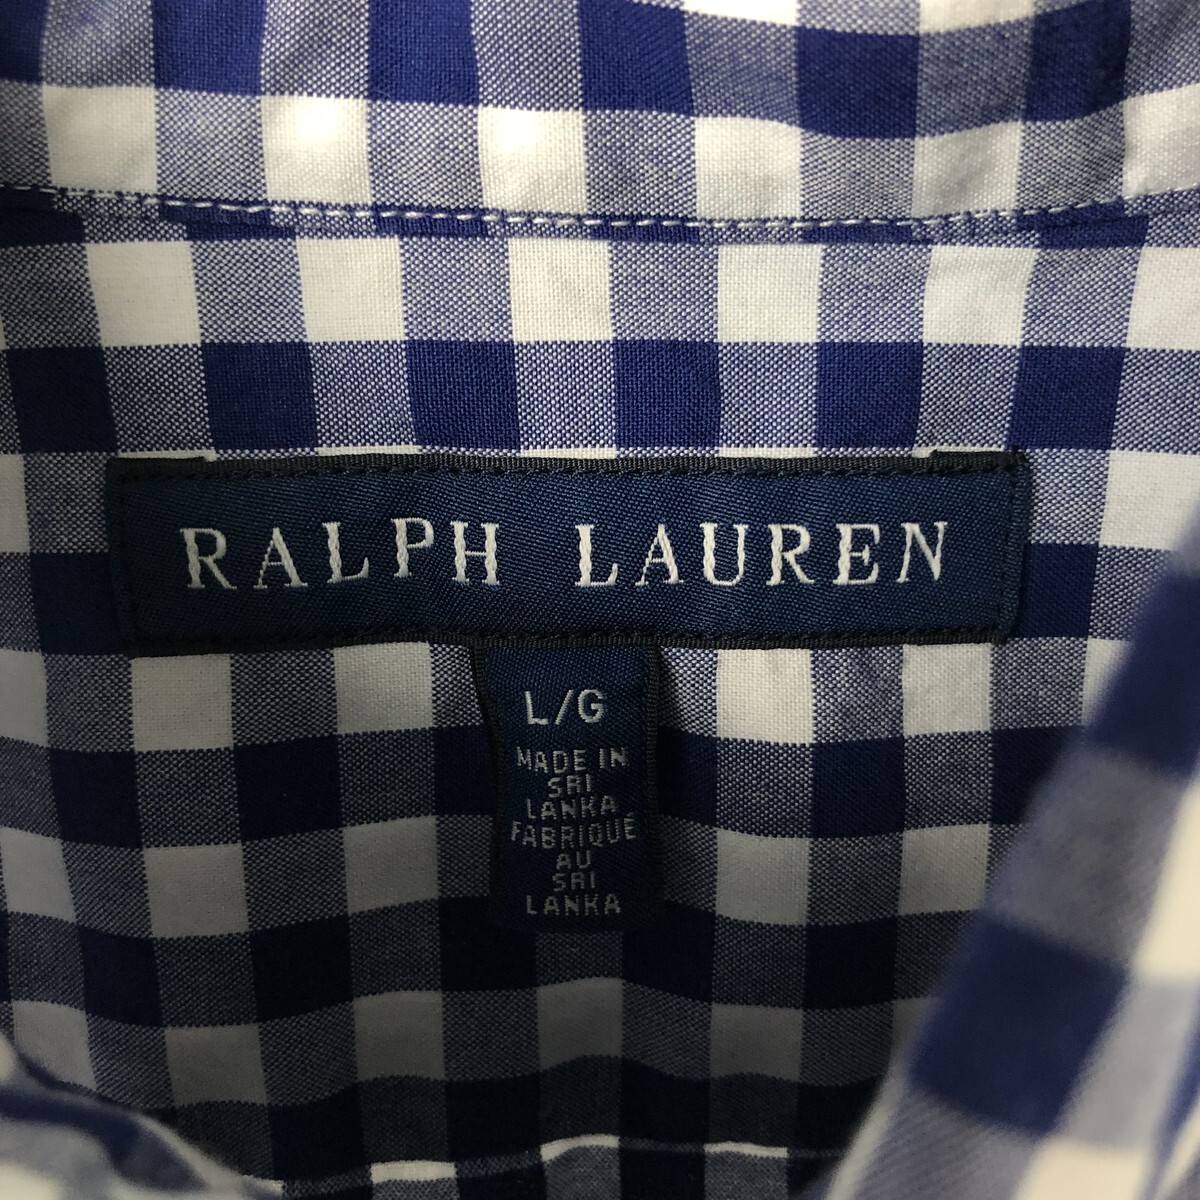 RALPH LAUREN
L/G
MADE IN
SRI
LANKA
FABRIQUÉ
AU
SRI
LANKA